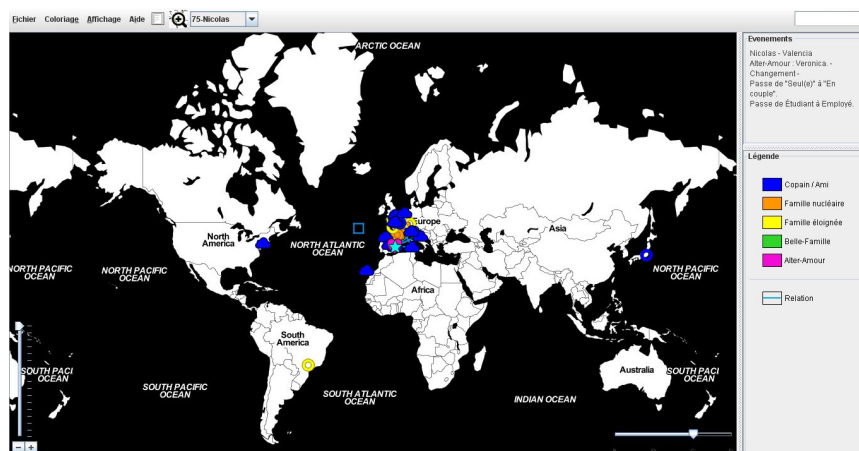 Fichier Coloriage Affichage Aide 75-Nicolas
ARCTIC OCEAN
Europe
North
America
Asia
NORTH ATLANTIC
OCEAN
NORTH PACIFIC
OCEAN
NORTH PACIFIC
OCEAN
NORTH PACIFIC
OCEAN
Africa
South
America
SOUTH PACI
OCEAN
SOUTH PACIFIC
OCEAN
SOUTH ATLANTIC
OCEAN
INDIAN OCEAN
Australia
SOUTH PACI
OCEAN
Evenements
Nicolas - Valencia
Alter-Amour : Veronica. -
Changement -
Passe de "Seul(e)" à "En
couple".
Passe de Étudiant à Employé.
Légende
Copain / Ami
Famille nucléaire
Famille éloignée
Belle-Famille
Alter-Amour
Relation